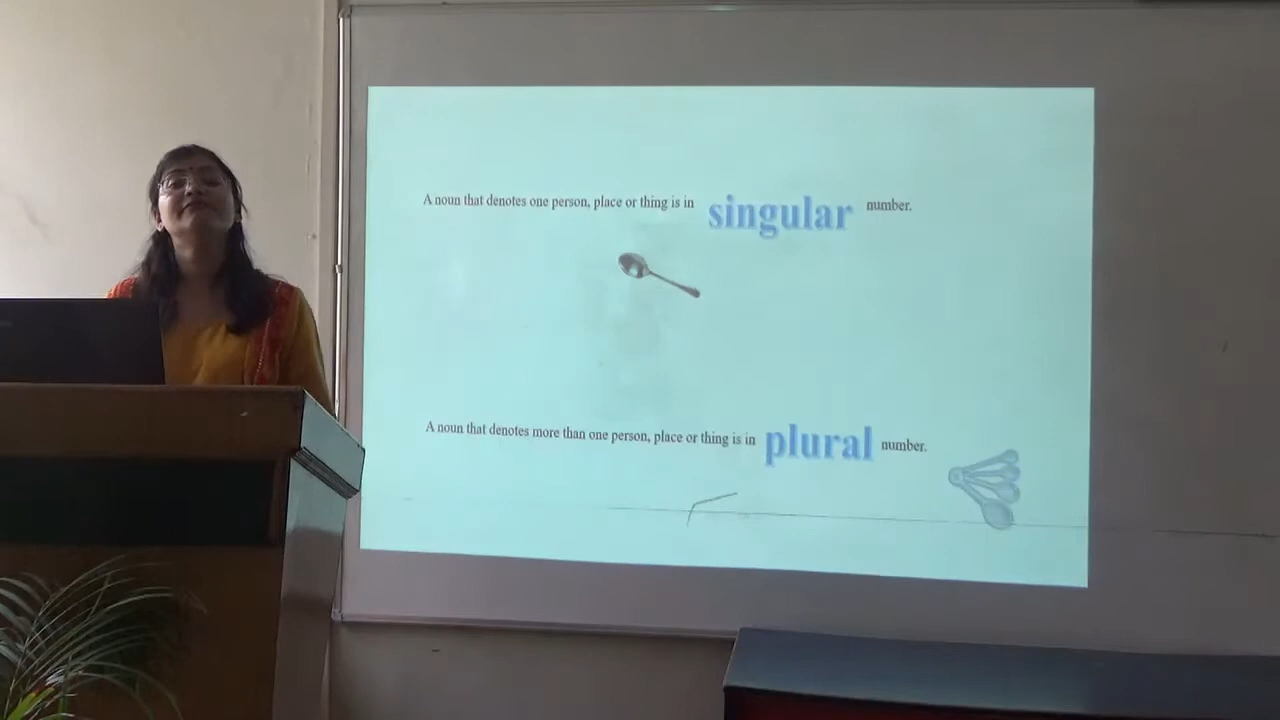 A noun that denotes one person, place or thing is in singular number.
A noun that denotes more than one person, place or thing is in plural number.